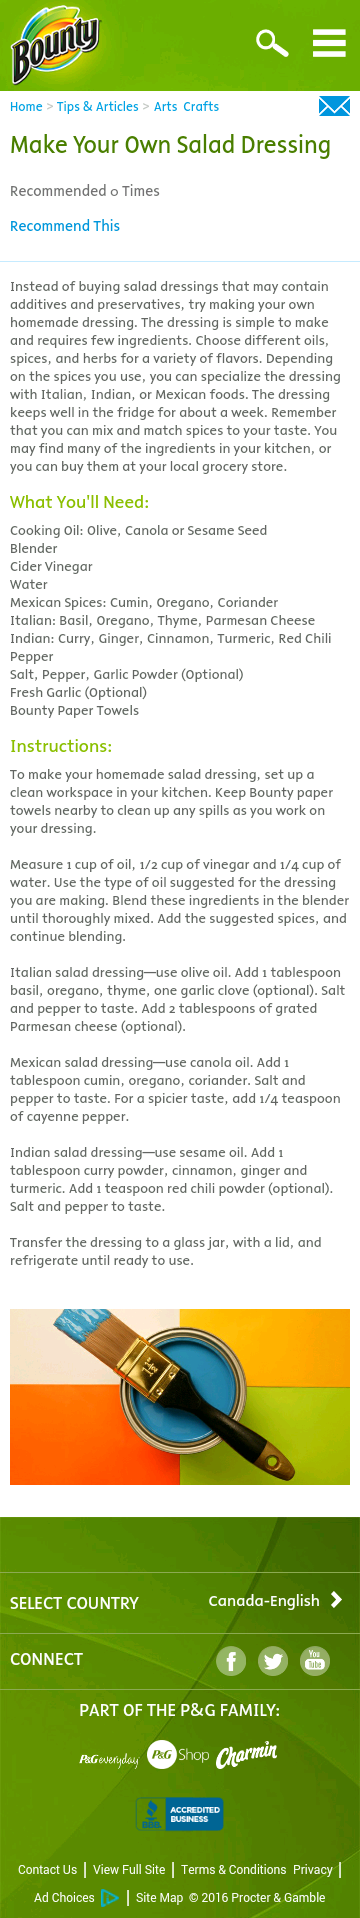 Bounty
Home > Tips & Articles > Arts Crafts
Make Your Own Salad Dressing
Recommended 0 Times
Recommend This
Instead of buying salad dressings that may contain
additives and preservatives, try making your own
homemade dressing. The dressing is simple to make
and requires few ingredients. Choose different oils,
spices, and herbs for a variety of flavors. Depending
on the spices you use, you can specialize the dressing
with Italian, Indian, or Mexican foods. The dressing
keeps well in the fridge for about a week. Remember
that you can mix and match spices to your taste. You
may find many of the ingredients in your kitchen, or
you can buy them at your local grocery store.
What You'll Need:
Cooking Oil: Olive, Canola or Sesame Seed
Blender
Cider Vinegar
Water
Mexican Spices: Cumin, Oregano, Coriander
Italian: Basil, Oregano, Thyme, Parmesan Cheese
Indian: Curry, Ginger, Cinnamon, Turmeric, Red Chili
Pepper
Salt, Pepper, Garlic Powder (Optional)
Fresh Garlic (Optional)
Bounty Paper Towels
Instructions:
To make your homemade salad dressing, set up a
clean workspace in your kitchen. Keep Bounty paper
towels nearby to clean up any spills as you work on
your dressing.
Measure 1 cup of oil, 1/2 cup of vinegar and 1/4 cup of
water. Use the type of oil suggested for the dressing
you are making. Blend these ingredients in the blender
until thoroughly mixed. Add the suggested spices, and
continue blending.
Italian salad dressing—use olive oil. Add 1 tablespoon
basil, oregano, thyme, one garlic clove (optional). Salt
and pepper to taste. Add 2 tablespoons of grated
Parmesan cheese (optional).
Mexican salad dressing—use canola oil. Add 1
tablespoon cumin, oregano, coriander. Salt and
pepper to taste. For a spicier taste, add 1/4 teaspoon
of cayenne pepper.
Indian salad dressing—use sesame oil. Add 1
tablespoon curry powder, cinnamon, ginger and
turmeric. Add 1 teaspoon red chili powder (optional).
Salt and pepper to taste.
Transfer the dressing to a glass jar, with a lid, and
refrigerate until ready to use.
1 1/2
SELECT COUNTRY Canada-English
CONNECT f You Tube
PART OF THE P&G FAMILY:
P&G everyday P&G Shop Charmin
BBB ACCREDITED BUSINESS
Contact Us | View Full Site | Terms & Conditions Privacy |
Ad Choices | Site Map © 2016 Procter & Gamble